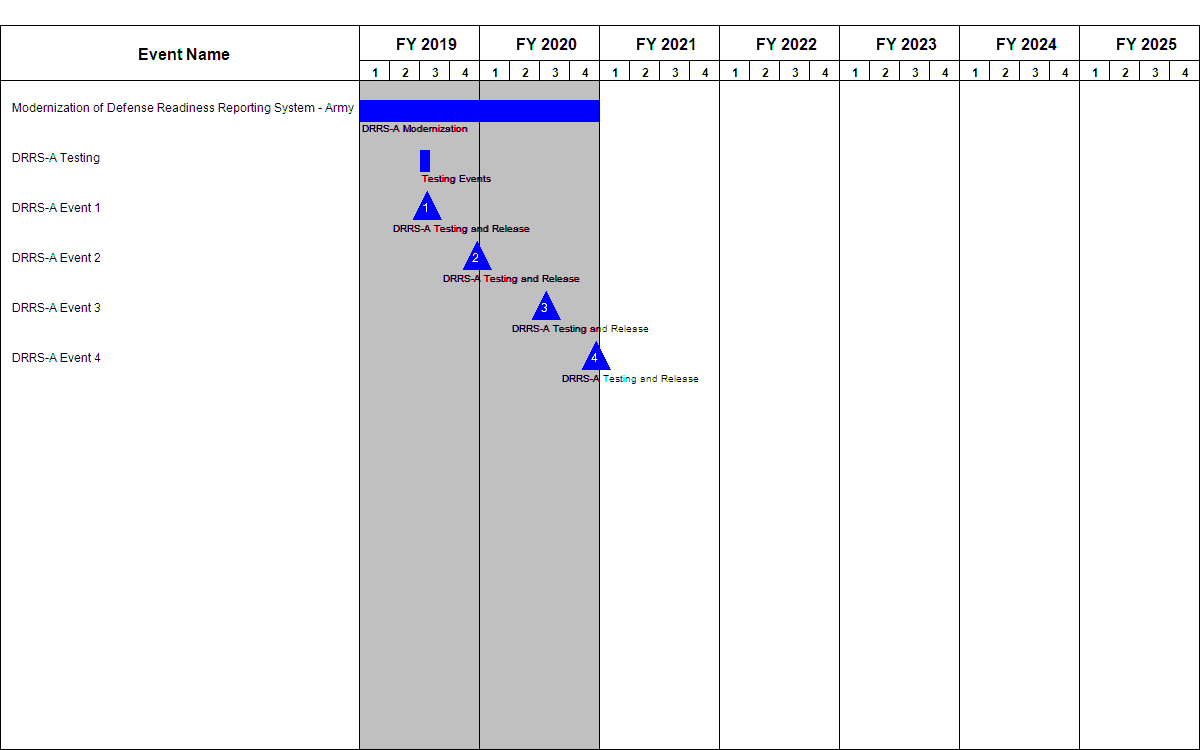 Event Name
FY 2019 FY 2020 FY 2021 FY 2022 FY 2023 FY 2024 FY 2025
1 2 3 4 1 2 3 4 1 2 3 4 1 2 3 4 1 2 3 4 1 2 3 4 1 2 3 4
Modernization of Defense Readiness Reporting System - Army
DRRS-A Modernization
DRRS-A Testing
Testing Events
DRRS-A Event 1
1
DRRS-A Testing and Release
DRRS-A Event 2
2
DRRS-A Testing and Release
DRRS-A Event 3
3
DRRS-A Testing and Release
DRRS-A Event 4
4
DRRS-A Testing and Release